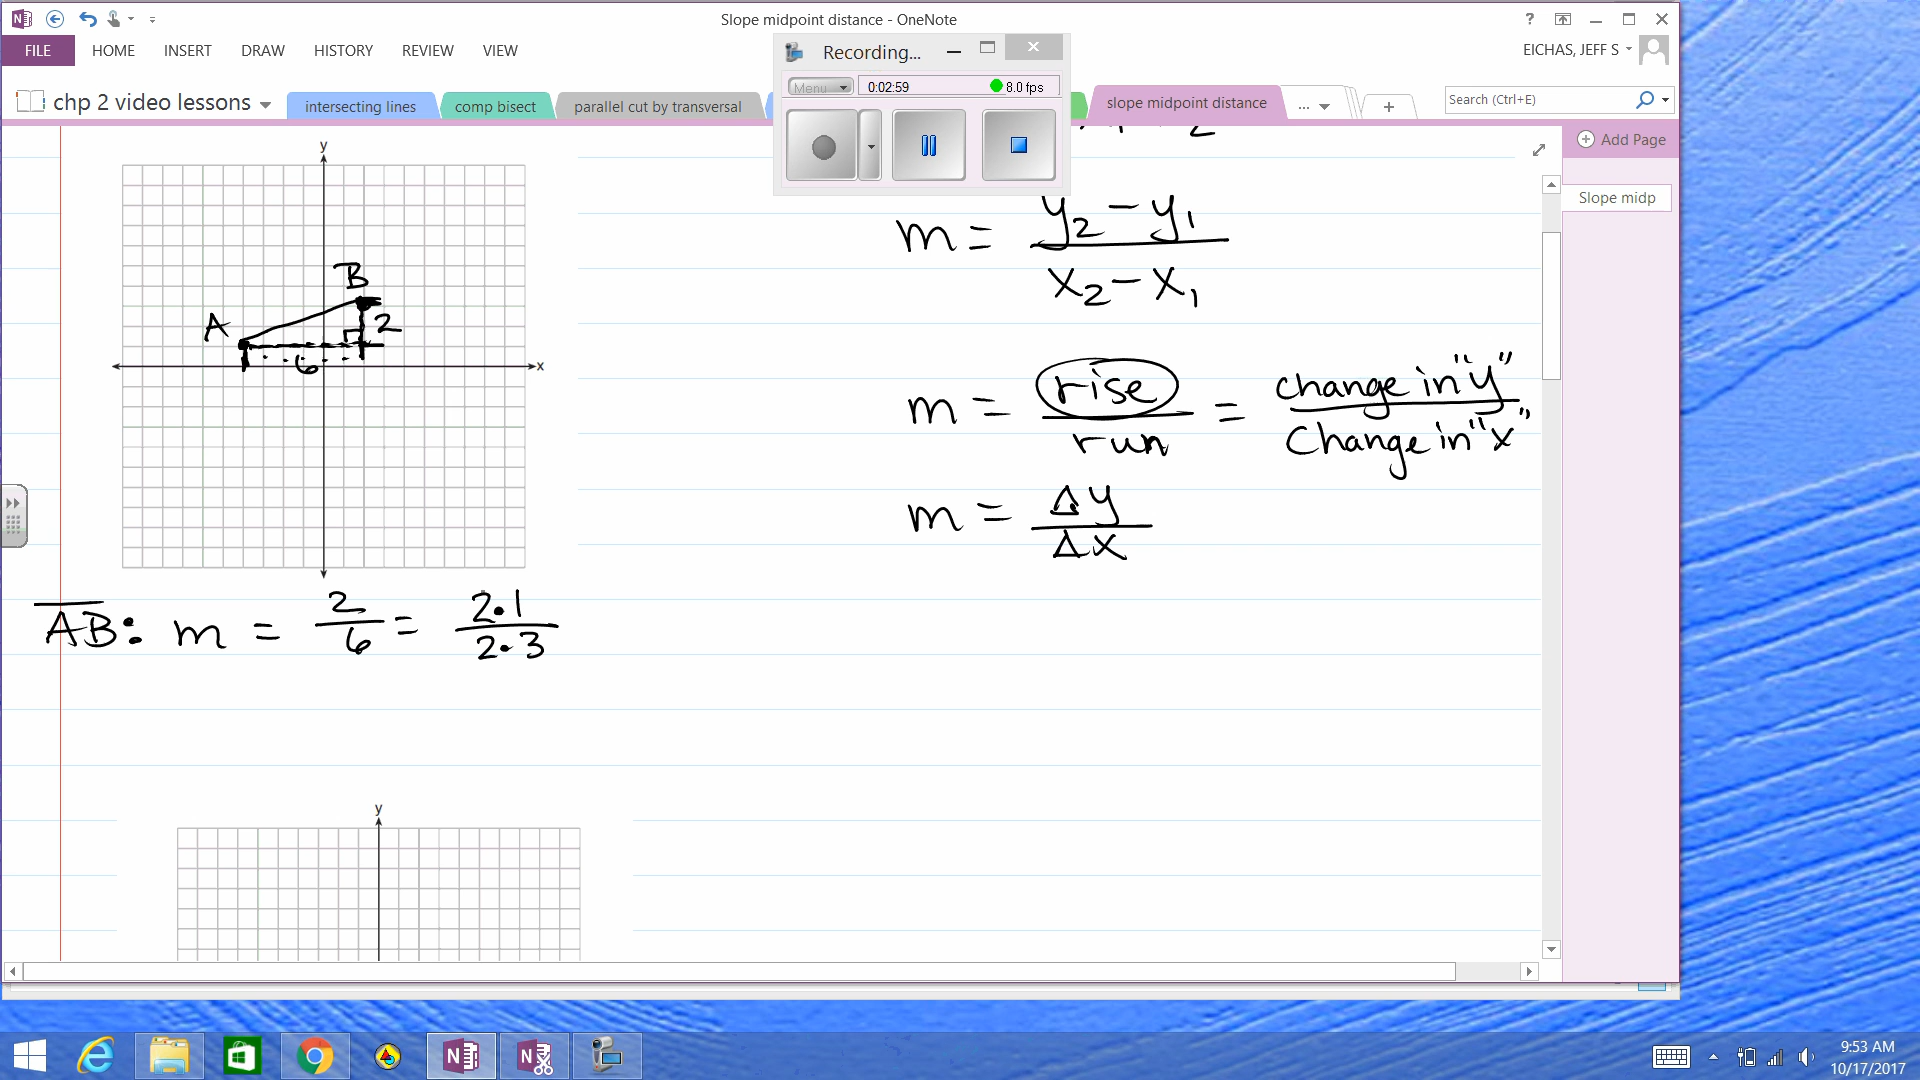 Slope midpoint distance - OneNote
?
FILE HOME INSERT DRAW HISTORY REVIEW VIEW
EICHAS, JEFF S
Recording...
Menu 0:02:59 8.0 fps
chp 2 video lessons
intersecting lines
comp bisect
parallel cut by transversal
slope midpoint distance
...
+
Search (Ctrl+E)
Add Page
Slope midp
y
x
A
B
2
6
m = y₂ - y₁
x₂ - x₁
m = rise = change in "y"
run Change in "x"
m = Δy
Δx
AB: m = 2 = 2•1
6 2•3
y
9:53 AM
10/17/2017